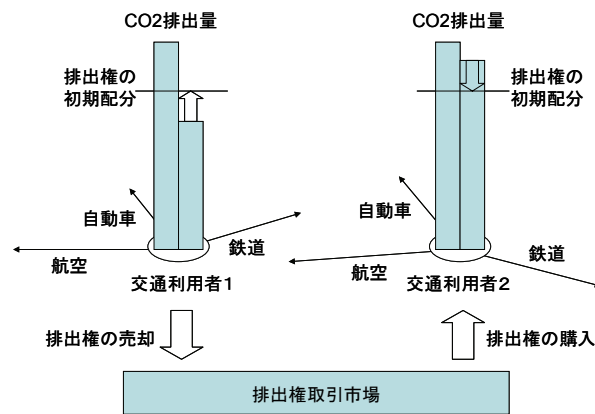 CO2排出量
排出権の
初期配分
自動車
鉄道
航空
交通利用者1
排出権の売却
CO2排出量
排出権の
初期配分
自動車
鉄道
航空
交通利用者2
排出権の購入
排出権取引市場